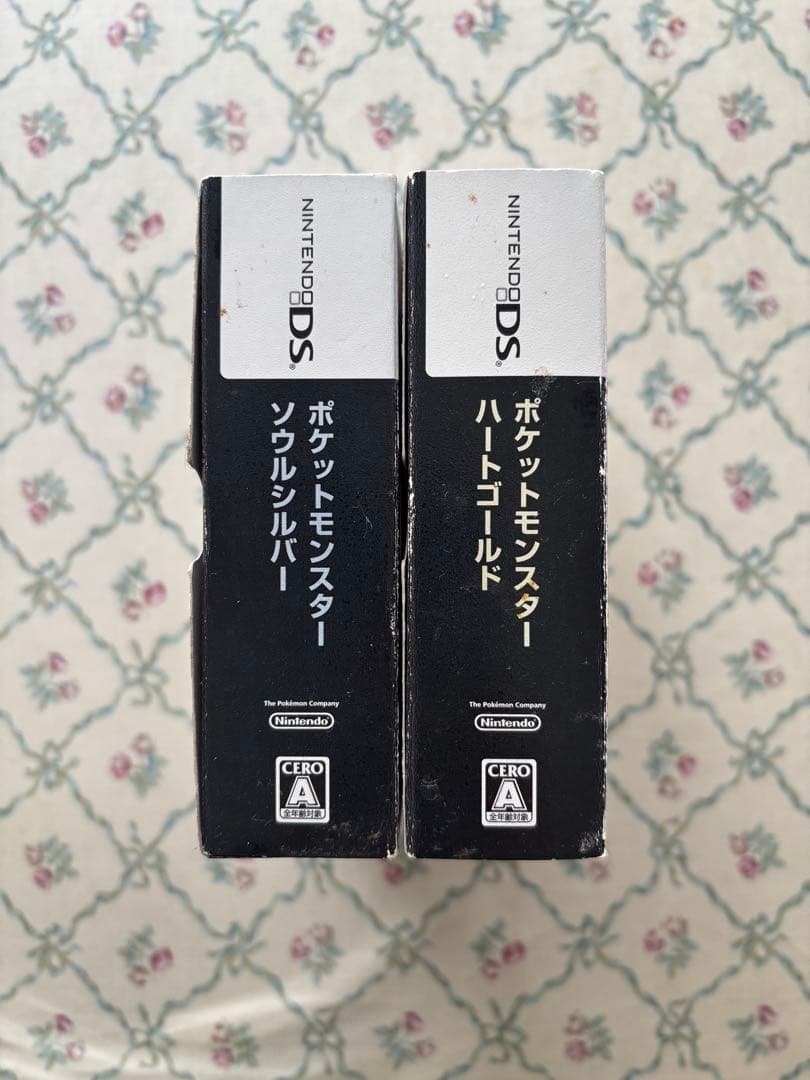 NINTENDO DS®
ポケットモンスター
ソウルシルバー
The Pokémon Company
Nintendo®
CERO
A
全年齢対象
NINTENDO DS®
ポケットモンスター
ハートゴールド
The Pokémon Company
Nintendo®
CERO
A
全年齢対象